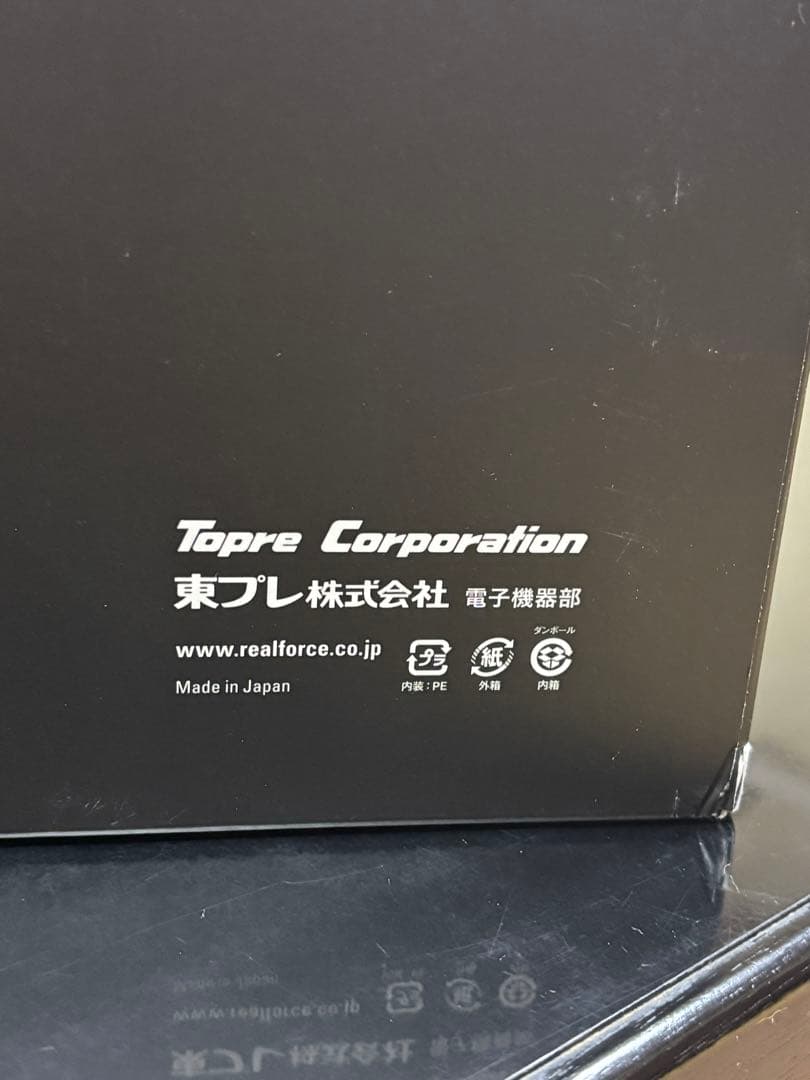 Topre Corporation
東プレ株式会社 電子機器部
www.realforce.co.jp
Made in Japan
プラ
内装:PE
紙
外箱
ダンボール
内箱